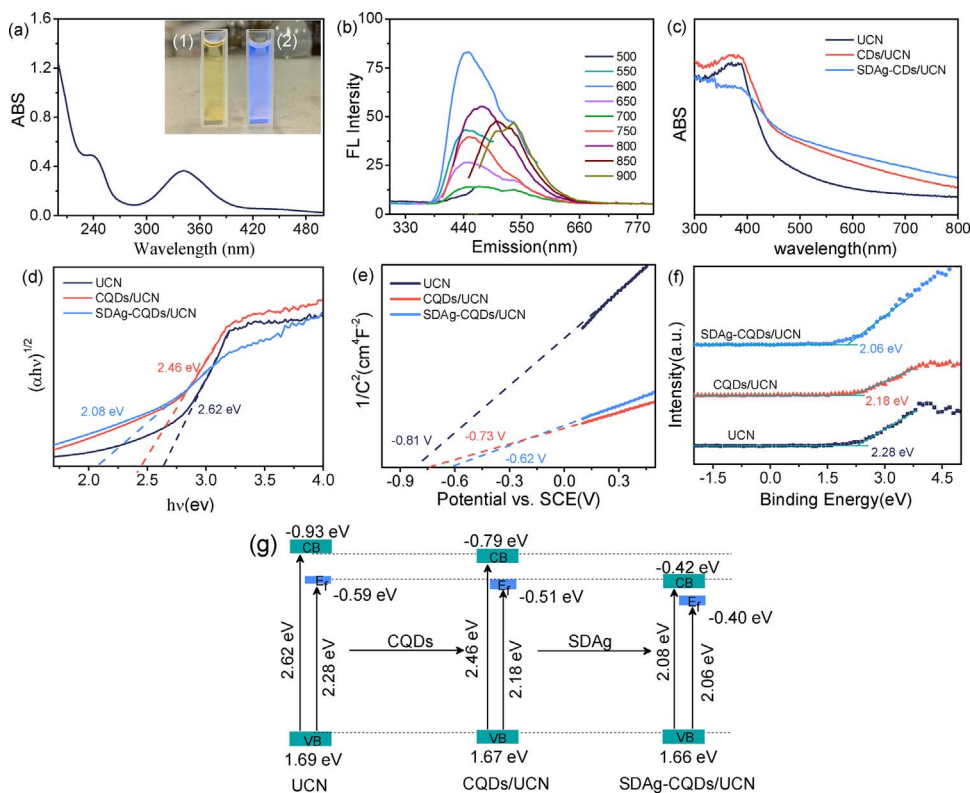 (a)
1.6
1.2
0.8
0.4
0.0
ABS
240
300
360
420
480
Wavelength (nm)
(1)
(2)
(b)
100
75
50
25
0
FL Intensity
330
440
550
660
770
Emission(nm)
500
550
600
650
700
750
800
850
900
(c)
ABS
300
400
500
600
700
800
wavelength(nm)
UCN
CDs/UCN
SDAg-CDs/UCN
(d)
UCN
CQDs/UCN
SDAg-CQDs/UCN
(αhν)1/2
2.46 eV
2.08 eV
2.62 eV
2.0
2.5
3.0
3.5
4.0
hν(ev)
(e)
UCN
CQDs/UCN
SDAg-CQDs/UCN
1/C2(cm4F-2)
-0.81 V
-0.73 V
-0.62 V
-0.9
-0.6
-0.3
0.0
0.3
Potential vs. SCE(V)
(f)
Intensity(a.u.)
SDAg-CQDs/UCN
2.06 eV
CQDs/UCN
2.18 eV
UCN
2.28 eV
-1.5
0.0
1.5
3.0
4.5
Binding Energy(eV)
(g)
-0.93 eV
CB
Ef
-0.59 eV
2.62 eV
2.28 eV
VB
1.69 eV
UCN
CQDs
-0.79 eV
CB
Ef
-0.51 eV
2.46 eV
2.18 eV
VB
1.67 eV
CQDs/UCN
SDAg
-0.42 eV
CB
Ef
-0.40 eV
2.08 eV
2.06 eV
VB
1.66 eV
SDAg-CQDs/UCN